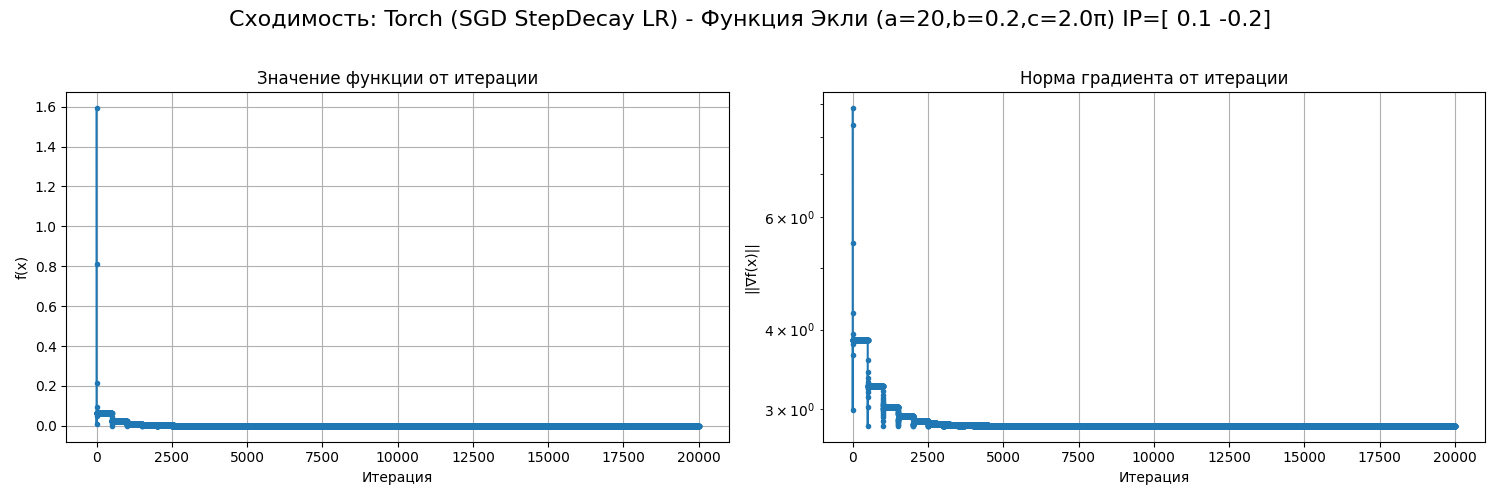 Сходимость: Torch (SGD StepDecay LR) - Функция Экли (a=20,b=0.2,c=2.0π) IP=[ 0.1 -0.2]
Значение функции от итерации
1.6
1.4
1.2
1.0
0.8
0.6
0.4
0.2
0.0
f(x)
0 2500 5000 7500 10000 12500 15000 17500 20000
Итерация
Норма градиента от итерации
6 × 10⁰
4 × 10⁰
3 × 10⁰
||∇f(x)||
0 2500 5000 7500 10000 12500 15000 17500 20000
Итерация